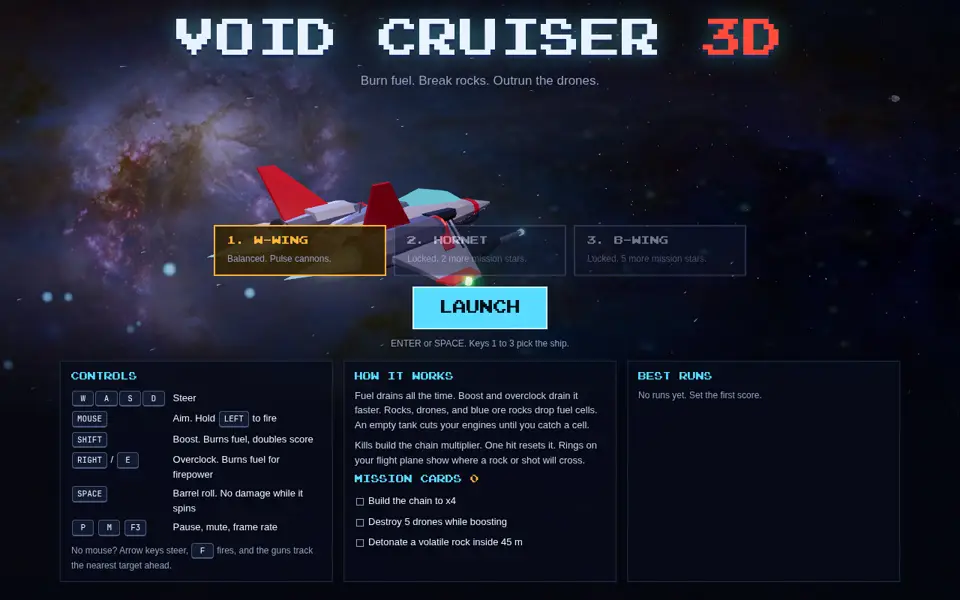 VOID CRUISER 3D
Burn fuel. Break rocks. Outrun the drones.
1. W-WING
Balanced. Pulse cannons.
2. HORNET
Locked. 2 more mission stars.
3. B-WING
Locked. 5 more mission stars.
LAUNCH
ENTER or SPACE. Keys 1 to 3 pick the ship.
CONTROLS
W A S D Steer
MOUSE Aim. Hold LEFT to fire
SHIFT Boost. Burns fuel, doubles score
RIGHT / E Overclock. Burns fuel for
firepower
SPACE Barrel roll. No damage while it
spins
P M F3 Pause, mute, frame rate
No mouse? Arrow keys steer, F fires, and the guns track
the nearest target ahead.
HOW IT WORKS
Fuel drains all the time. Boost and overclock drain it
faster. Rocks, drones, and blue ore rocks drop fuel cells.
An empty tank cuts your engines until you catch a cell.
Kills build the chain multiplier. One hit resets it. Rings on
your flight plane show where a rock or shot will cross.
MISSION CARDS 0
Build the chain to x4
Destroy 5 drones while boosting
Detonate a volatile rock inside 45 m
BEST RUNS
No runs yet. Set the first score.